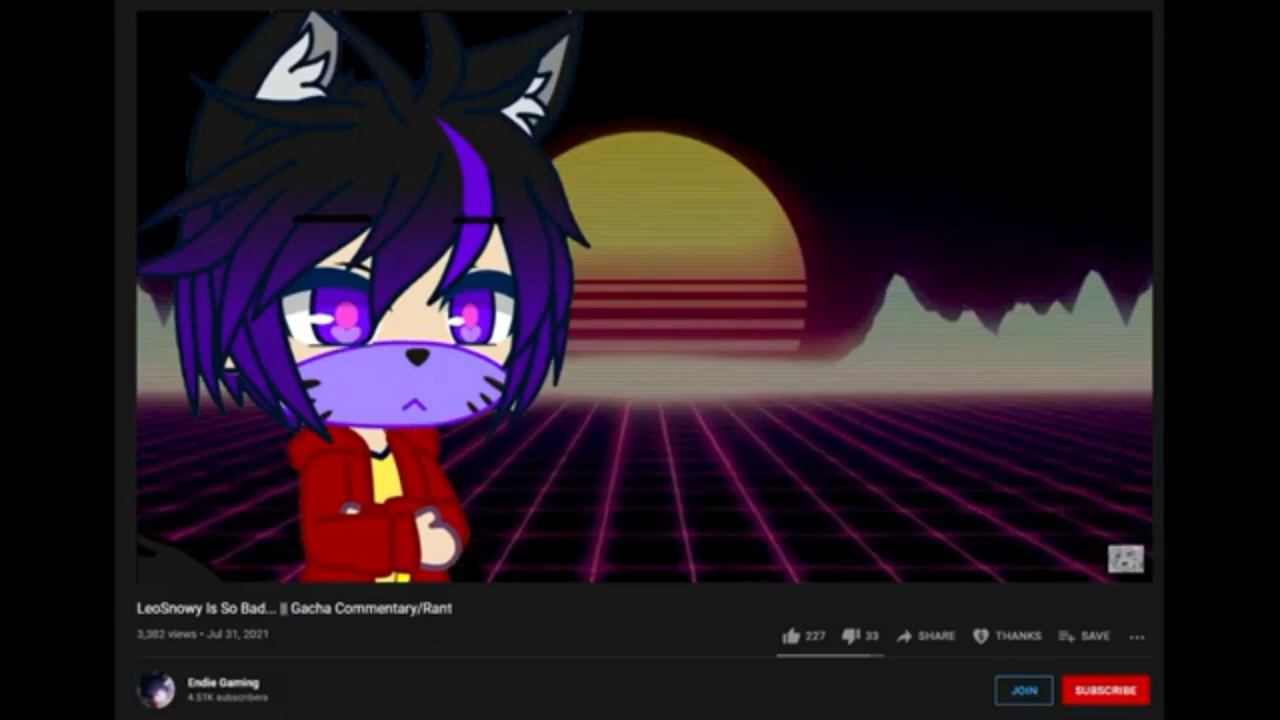 LeoSnowy Is So Bad... || Gacha Commentary/Rant
3,382 views • Jul 31, 2021
227 33 SHARE THANKS SAVE ...
Endie Gaming
4.51K subscribers
JOIN SUBSCRIBE